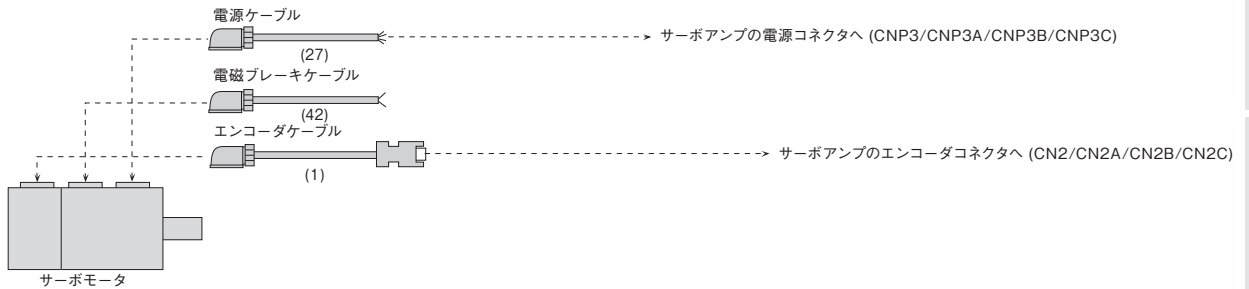 電源ケーブル
サーボアンプの電源コネクタへ (CNP3/CNP3A/CNP3B/CNP3C)
(27)
電磁ブレーキケーブル
(42)
エンコーダケーブル
サーボアンプのエンコーダコネクタへ (CN2/CN2A/CN2B/CN2C)
(1)
サーボモータ